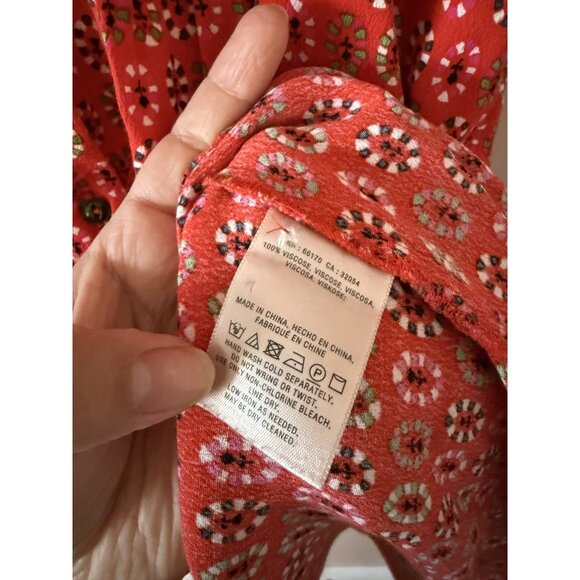 RN : 66170 CA : 32054
100% VISCOSE, VISCOSE, VISCOSA,
VISCOSA, VISKOSE:
MADE IN CHINA, HECHO EN CHINA,
FABRIQUÉ EN CHINE
HAND WASH COLD SEPARATELY.
DO NOT WRING OR TWIST.
USE ONLY NON-CHLORINE BLEACH.
LINE DRY.
LOW IRON AS NEEDED.
MAY BE DRY CLEANED.